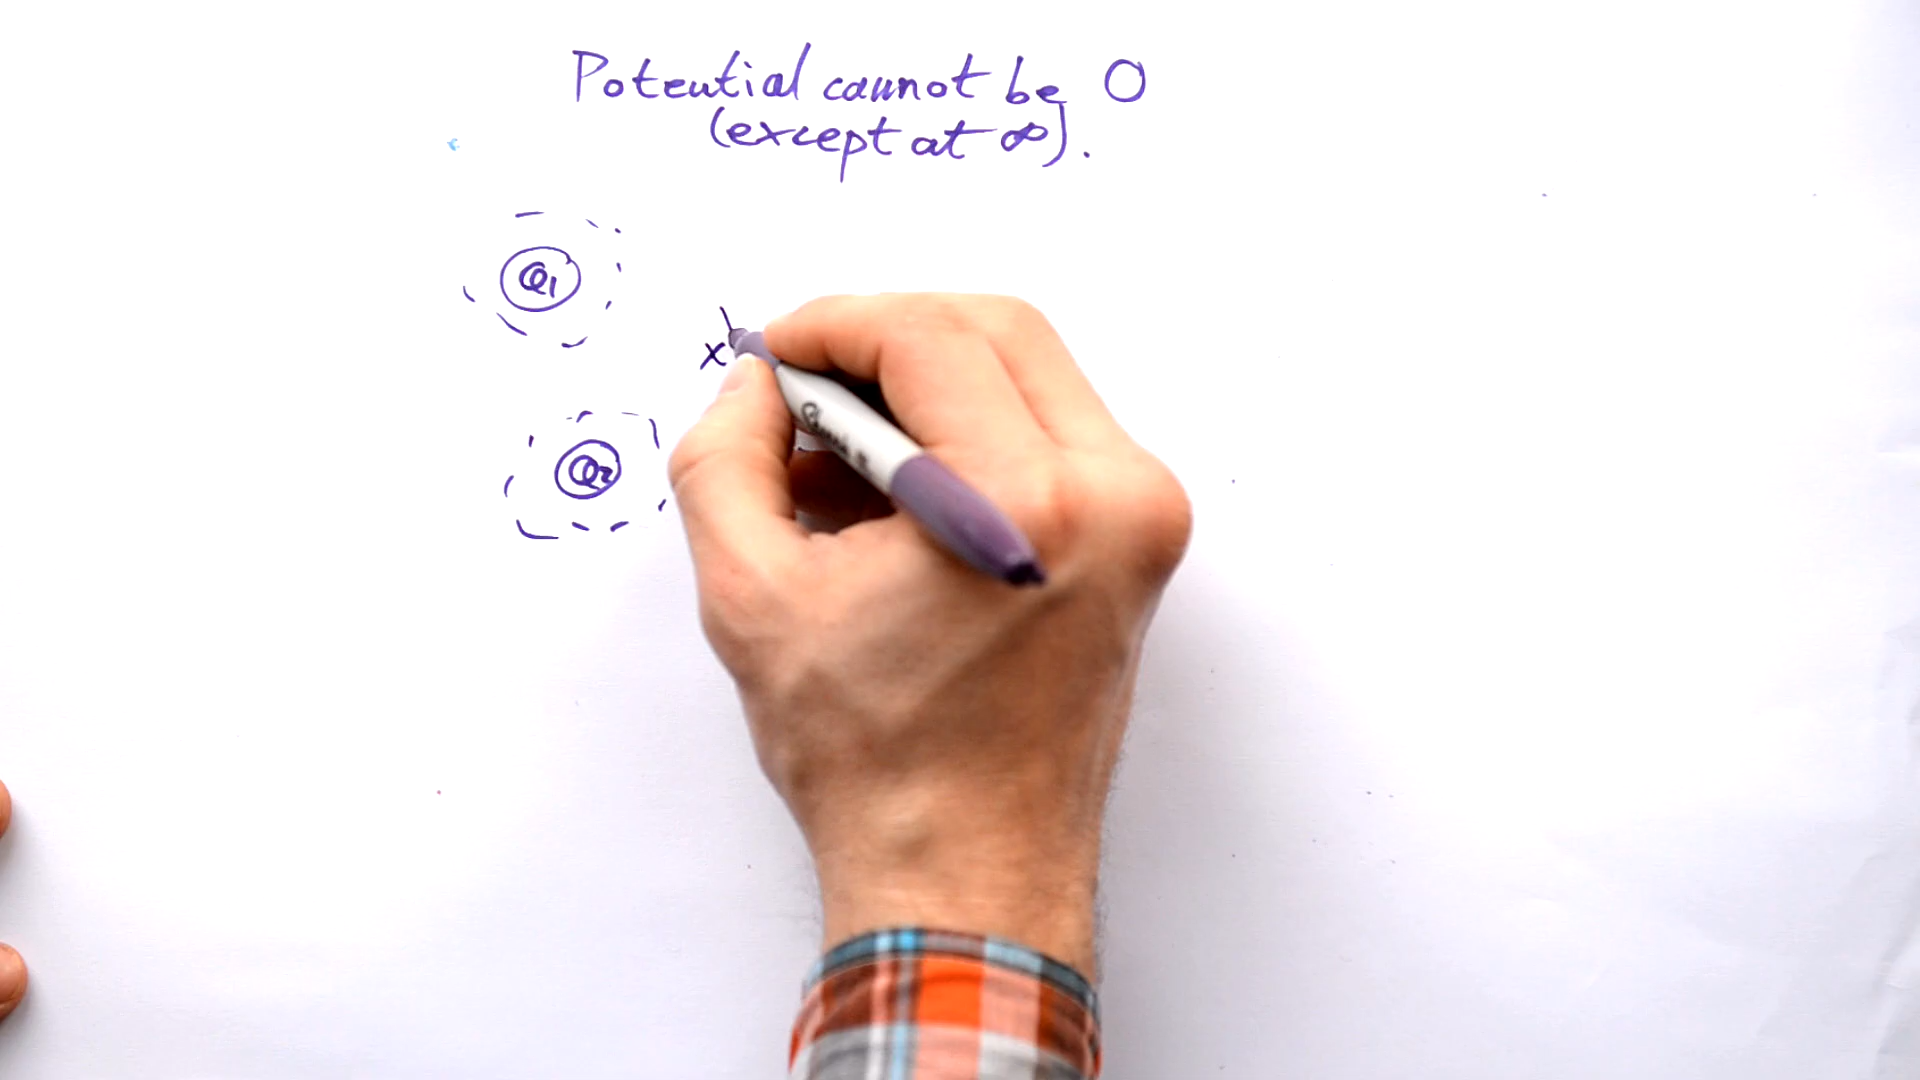 Potential cannot be 0
(except at ∞).
Q1
x
Q2